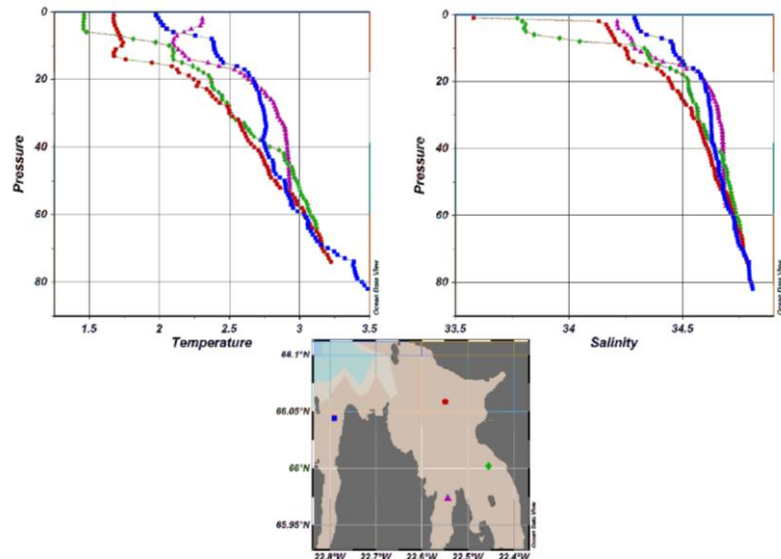 0
20
40
60
80
Pressure
1.5
2
2.5
3
3.5
Temperature
Ocean Data View
0
20
40
60
80
Pressure
33.5
34
34.5
Salinity
Ocean Data View
66.1°N
66.05°N
66°N
65.95°N
22.8°W
22.7°W
22.6°W
22.5°W
22.4°W
Ocean Data View